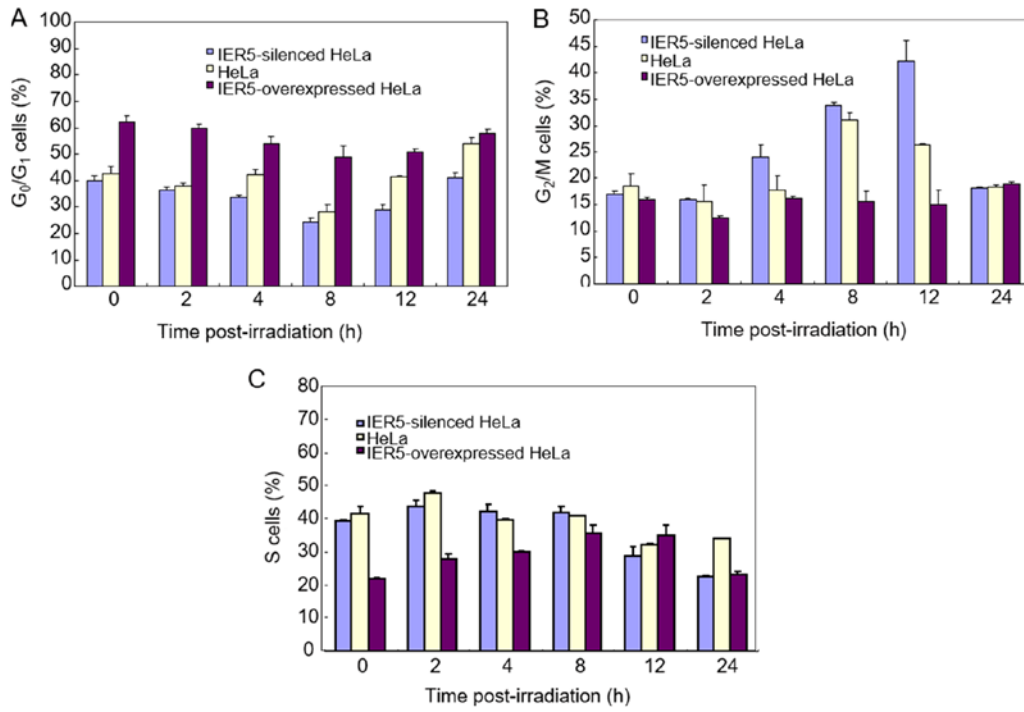 A
G0/G1 cells (%)
100
90
80
70
60
50
40
30
20
10
0
IER5-silenced HeLa
HeLa
IER5-overexpressed HeLa
0 2 4 8 12 24
Time post-irradiation (h)
B
G2/M cells (%)
50
45
40
35
30
25
20
15
10
5
0
IER5-silenced HeLa
HeLa
IER5-overexpressed HeLa
0 2 4 8 12 24
Time post-irradiation (h)
C
S cells (%)
80
70
60
50
40
30
20
10
0
IER5-silenced HeLa
HeLa
IER5-overexpressed HeLa
0 2 4 8 12 24
Time post-irradiation (h)